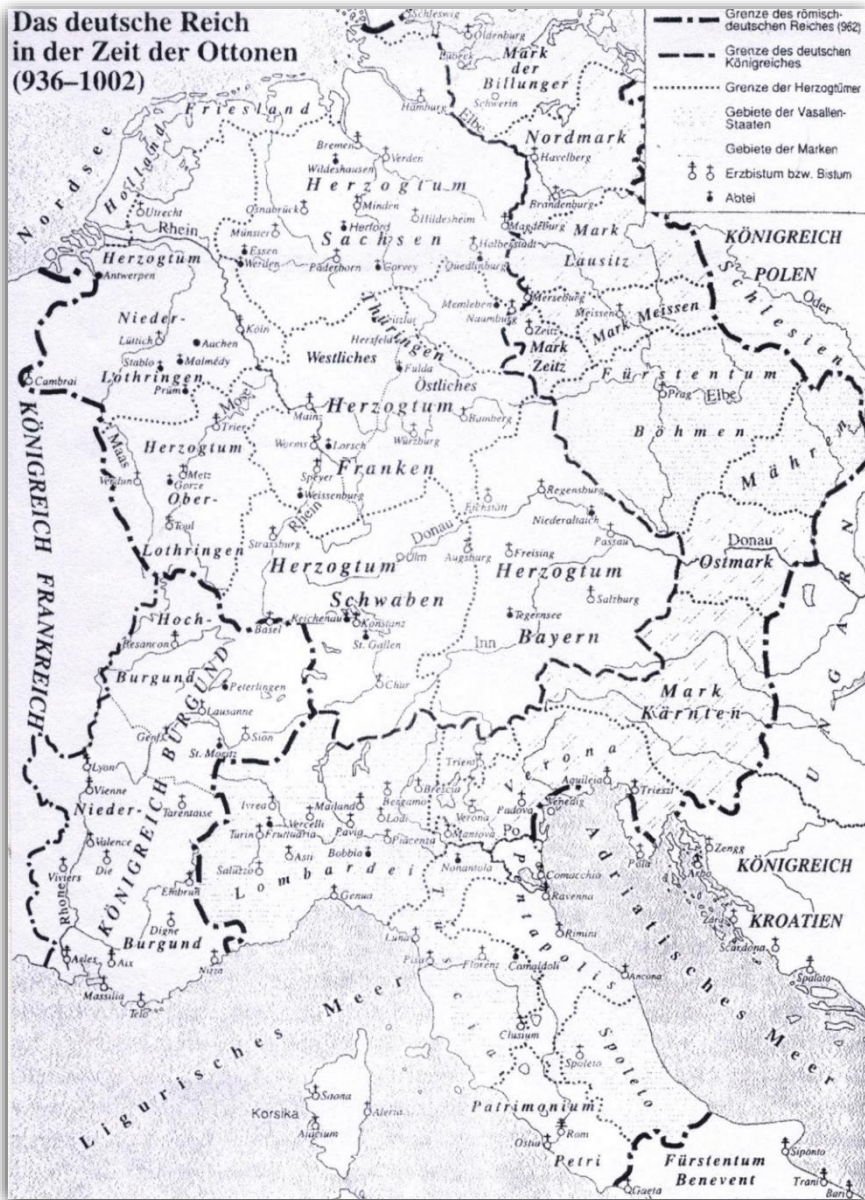 Das deutsche Reich
in der Zeit der Ottonen
(936–1002)
Grenze des römisch-
deutschen Reiches (962)
Grenze des deutschen
Königreiches
Grenze der Herzogtümer
Gebiete der Vasallen-
Staaten
Gebiete der Marken
Erzbistum bzw. Bistum
Abtei
Schleswig
Oldenburg
Lübeck
Mark
der
Billunger
Schwerin
Hamburg
Elbe
Nordsee
Friesland
Holland
Bremen
Verden
Wildeshausen
Nordmark
Havelberg
Herzogtum
Sachsen
Brandenburg
Utrecht
Osnabrück
Minden
Hildesheim
Magdeburg
Rhein
Münster
Herford
Halberstadt
Mark
Lausitz
KÖNIGREICH
POLEN
Herzogtum
Nieder-
Lothringen
Essen
Werden
Paderborn
Corvey
Quedlinburg
Antwerpen
Schlesien
Oder
Memleben
Merseburg
Naumburg
Meissen
Mark Meissen
Thüringen
Zeitz
Mark
Zeitz
Köln
Lüttich
Aachen
Hersfeld
Westliches
Östliches
Stablo
Malmédy
Prüm
Fulda
Fürstentum
Böhmen
Cambrai
Prag
Elbe
Mosel
Mainz
Herzogtum
Franken
Bamberg
Trier
Maas
Herzogtum
Ober-
Lothringen
Worms
Lorsch
Würzburg
Mähren
Verdun
Metz
Gorze
Speyer
Weissenburg
Eichstätt
Regensburg
Toul
Rhein
Niederaltaich
KÖNIGREICH FRANKREICH
Strassburg
Donau
Ulm
Augsburg
Freising
Passau
Donau
Ostmark
Herzogtum
Schwaben
Herzogtum
Bayern
Salzburg
Hoch-
Burgund
Basel
Reichenau
Konstanz
Tegernsee
St. Gallen
Inn
UNGARN
Besancon
KÖNIGREICH BURGUND
Peterlingen
Chur
Mark
Kärnten
Lausanne
Genf
Sion
St. Moritz
Lyon
Trient
Verona
Aquileia
Vienne
Nieder-
Burgund
Tarentaise
Ivrea
Mailand
Bergamo
Brescia
Triest
Vercelli
Lodi
Verona
Padova
Venedig
Turin
Fruttuaria
Pavia
Piacenza
Mantova
Po
Valence
Die
Asti
Bobbio
Nonantola
Pola
Zengg
Arbe
Viviers
Saluzzo
Lombardei
Comacchio
KÖNIGREICH
KROATIEN
Rhone
Embrun
Genua
Ravenna
Pentapolis
Adriatisches Meer
Zara
Digne
Luna
Rimini
Scardona
Arles
Aix
Nizza
Pisa
Florenz
Camaldoli
Ancona
Spalato
Massilia
Telo
Ligurisches Meer
Tuscia
Clusium
Spoleto
Spoleto
Saona
Korsika
Aleria
Aiacium
Patrimonium
Petri
Rom
Ostia
Siponto
Fürstentum
Benevent
Gaeta
Trani
Bari